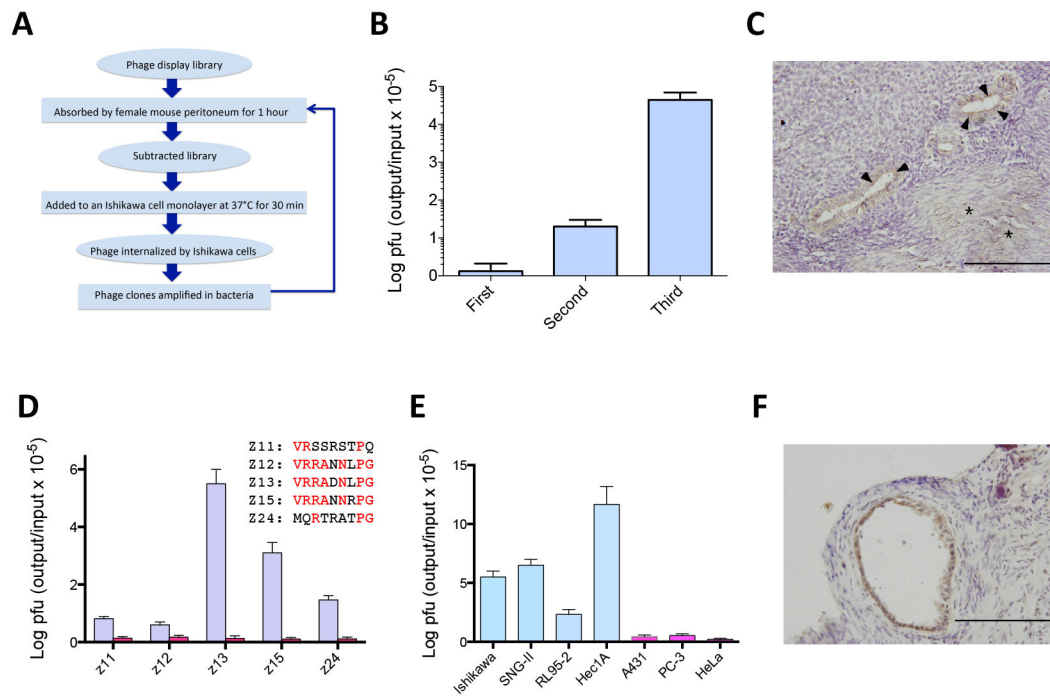 A
Phage display library
Absorbed by female mouse peritoneum for 1 hour
Subtracted library
Added to an Ishikawa cell monolayer at 37°C for 30 min
Phage internalized by Ishikawa cells
Phage clones amplified in bacteria
B
Log pfu (output/input x 10-5)
5
4
3
2
1
0
First
Second
Third
C
*
*
D
Log pfu (output/input x 10-5)
6
4
2
0
z11
z12
z13
z15
z24
Z11: VRSSRSTPQ
Z12: VRRANNLPG
Z13: VRRADNLPG
Z15: VRRANNRPG
Z24: MQRTRATPG
E
Log pfu (output/input x 10-5)
15
10
5
0
Ishikawa
SNG-II
RL95-2
Hec1A
A431
PC-3
HeLa
F